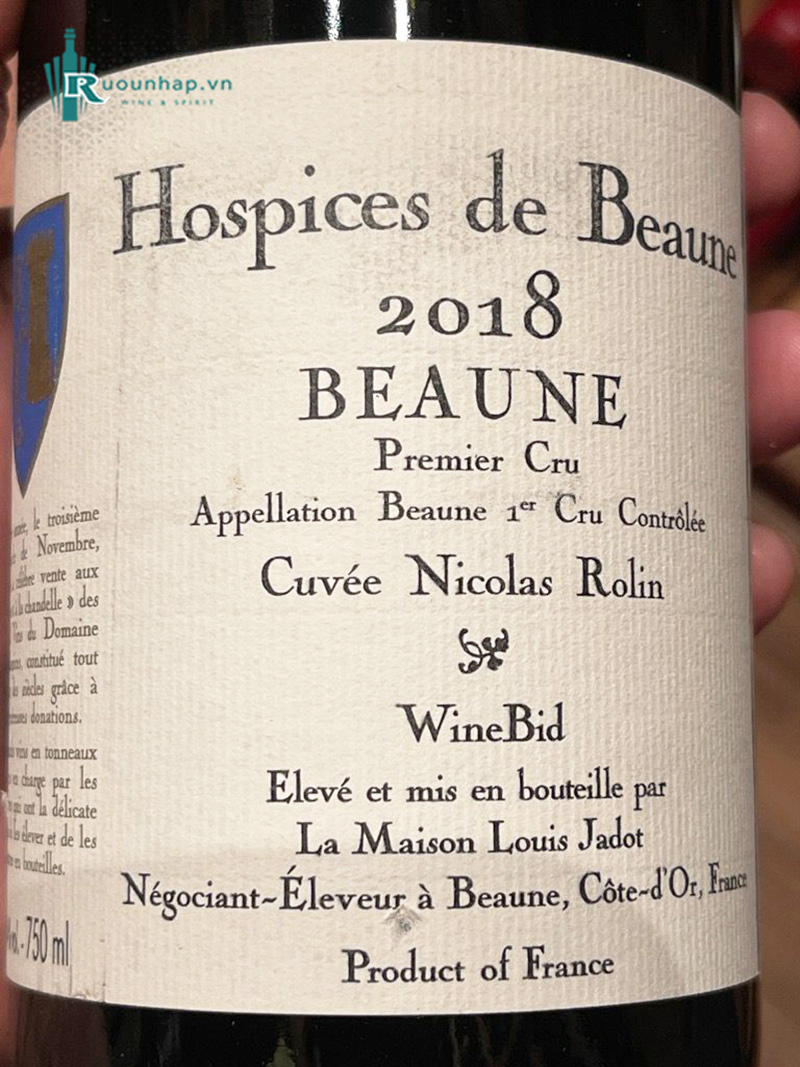 Ruounhap.vn
WINE & SPIRIT
Hospices de Beaune
2018
BEAUNE
Premier Cru
Appellation Beaune 1er Cru Contrôlée
Cuvée Nicolas Rolin
WineBid
Elevé et mis en bouteille par
La Maison Louis Jadot
Négociant~Éleveur à Beaune, Côte~d'Or, France
Product of France
le troisième
de Novembre,
vente aux
chandelle » des
du Domaine
constitué tout
siècles grâce à
donations.
vins en tonneaux
en charge par les
qui ont la délicate
élever et de les
en bouteilles.
vol. - 750 ml